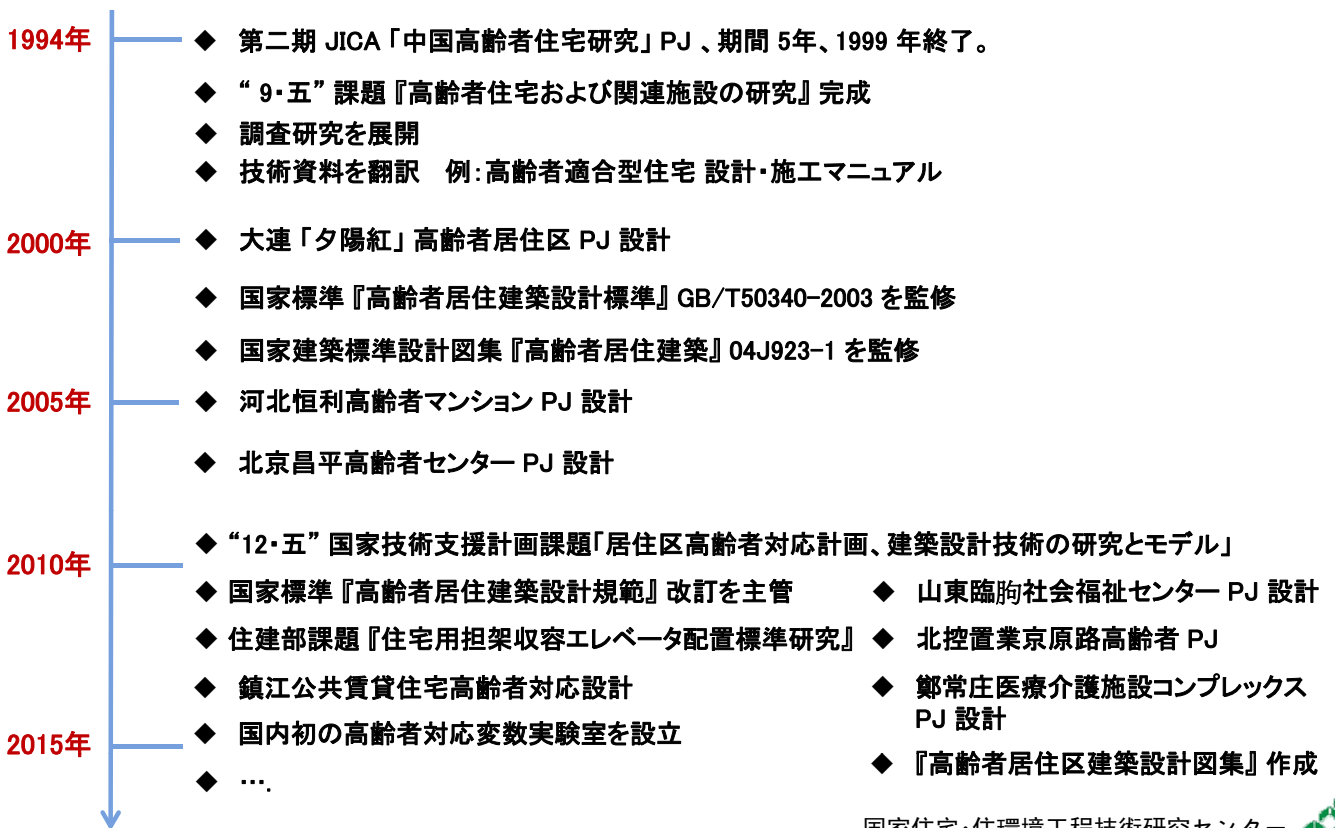 1994年
◆ 第二期 JICA「中国高齢者住宅研究」PJ 、期間 5年、1999 年終了。
◆ “ 9・五” 課題『高齢者住宅および関連施設の研究』完成
◆ 調査研究を展開
◆ 技術資料を翻訳　例：高齢者適合型住宅 設計・施工マニュアル
2000年
◆ 大連「夕陽紅」高齢者居住区 PJ 設計
◆ 国家標準『高齢者居住建築設計標準』GB/T50340-2003 を監修
◆ 国家建築標準設計図集『高齢者居住建築』04J923-1 を監修
2005年
◆ 河北恒利高齢者マンション PJ 設計
◆ 北京昌平高齢者センター PJ 設計
2010年
◆ “12・五” 国家技術支援計画課題「居住区高齢者対応計画、建築設計技術の研究とモデル」
◆ 国家標準『高齢者居住建築設計規範』改訂を主管
◆ 住建部課題『住宅用担架収容エレベータ配置標準研究』
◆ 鎮江公共賃貸住宅高齢者対応設計
2015年
◆ 国内初の高齢者対応変数実験室を設立
◆ ….
◆ 山東臨朐社会福祉センター PJ 設計
◆ 北控置業京原路高齢者 PJ
◆ 鄭常庄医療介護施設コンプレックス
PJ 設計
◆ 『高齢者居住区建築設計図集』作成
国家住宅・住環境工程技術研究センター